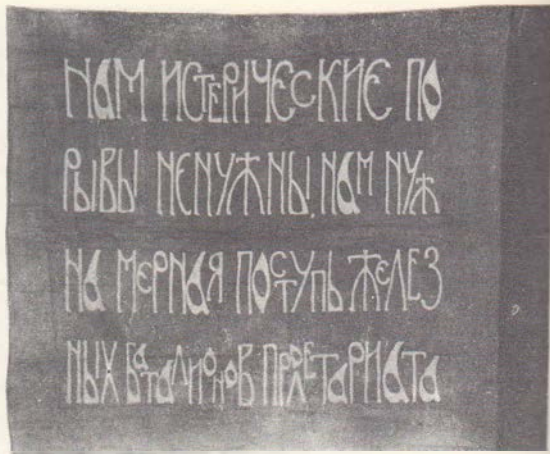 НАМ ИСТЕРИЧЕСКИЕ ПО
РЫВЫ НЕНУЖНЫ. НАМ НУЖ
НА МЕРНАЯ ПОСТУПЬ ЖЕЛЕЗ
НЫХ БАТАЛИОНОВ ПРОЛЕТАРИАТА